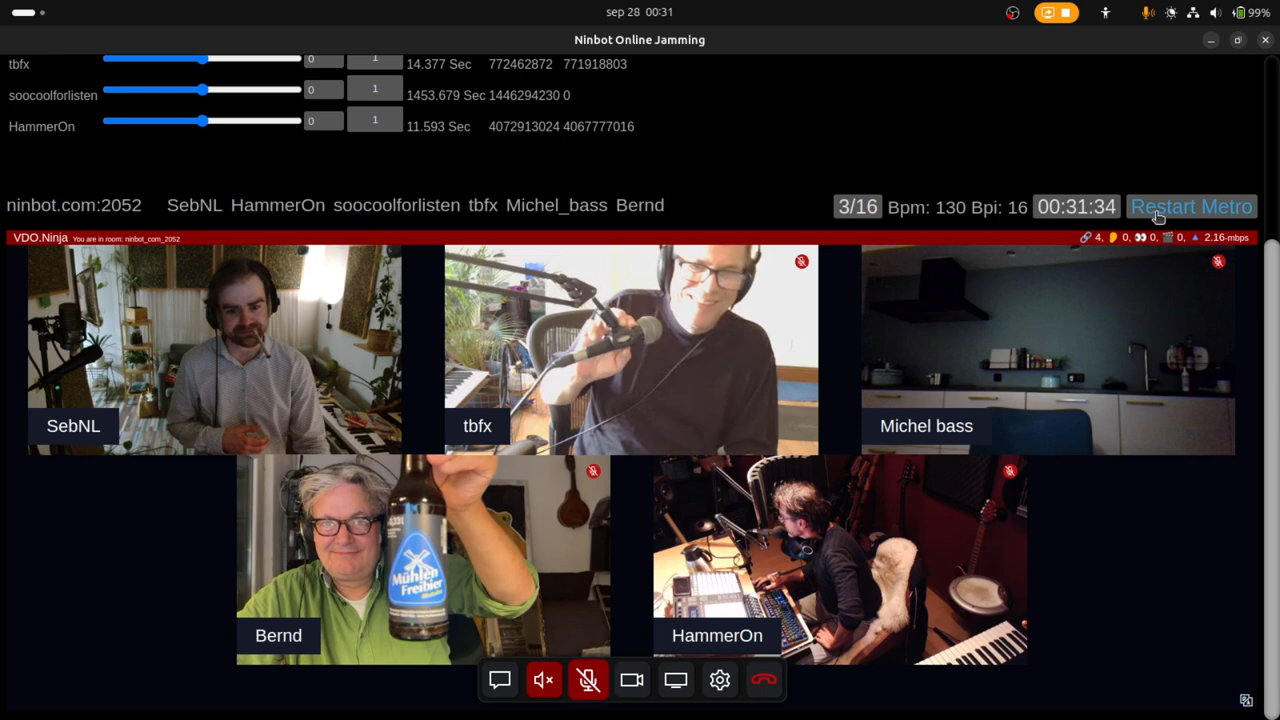 sep 28 00:31
99%
Ninbot Online Jamming
tbfx 0 1 14.377 Sec 772462872 771918803
soocoolforlisten 0 1 1453.679 Sec 1446294230 0
HammerOn 0 1 11.593 Sec 4072913024 4067777016
ninbot.com:2052 SebNL HammerOn soocoolforlisten tbfx Michel_bass Bernd 3/16 Bpm: 130 Bpi: 16 00:31:34 Restart Metro
VDO.Ninja You are in room: ninbot_com_2052 4, 0, 0, 0, 2.16-mbps
SebNL
tbfx
Michel bass
Mühlen
Freibier
Bernd
HammerOn